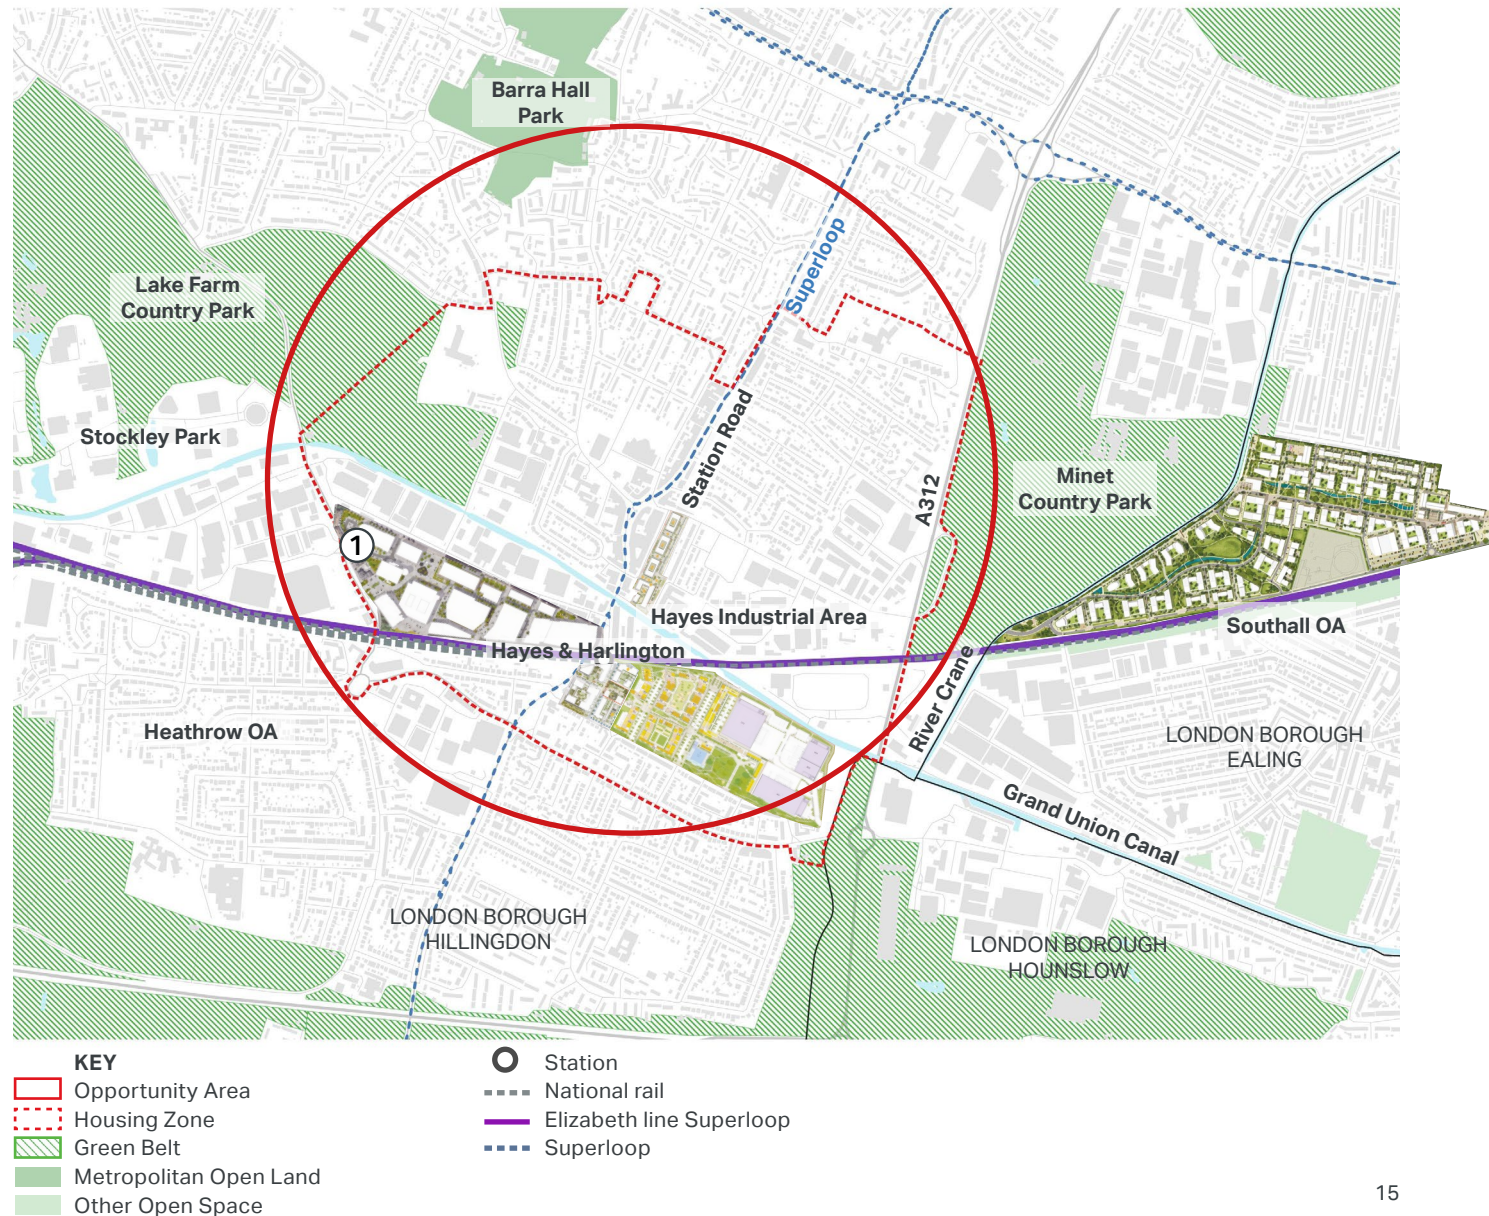 Barra Hall
Park
Superloop
Lake Farm
Country Park
Stockley Park
Station Road
A312
Minet
Country Park
1
Hayes Industrial Area
Southall OA
Hayes & Harlington
River Crane
Heathrow OA
LONDON BOROUGH
EALING
Grand Union Canal
LONDON BOROUGH
HILLINGDON
LONDON BOROUGH
HOUNSLOW
KEY
Opportunity Area
Housing Zone
Green Belt
Metropolitan Open Land
Other Open Space
Station
National rail
Elizabeth line Superloop
Superloop
15